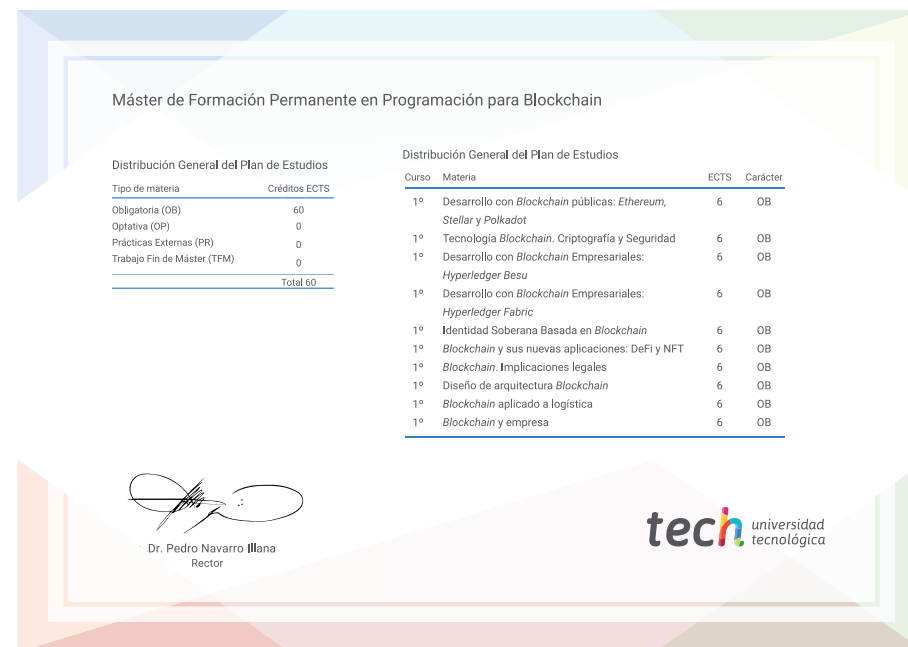 Máster de Formación Permanente en Programación para Blockchain
Distribución General del Plan de Estudios
Tipo de materia Créditos ECTS
Obligatoria (OB) 60
Optativa (OP) 0
Prácticas Externas (PR) 0
Trabajo Fin de Máster (TFM) 0
Total 60
Distribución General del Plan de Estudios
Curso Materia ECTS Carácter
1º Desarrollo con Blockchain públicas: Ethereum, 6 OB
Stellar y Polkadot
1º Tecnología Blockchain. Criptografía y Seguridad 6 OB
1º Desarrollo con Blockchain Empresariales: 6 OB
Hyperledger Besu
1º Desarrollo con Blockchain Empresariales: 6 OB
Hyperledger Fabric
1º Identidad Soberana Basada en Blockchain 6 OB
1º Blockchain y sus nuevas aplicaciones: DeFi y NFT 6 OB
1º Blockchain. Implicaciones legales 6 OB
1º Diseño de arquitectura Blockchain 6 OB
1º Blockchain aplicado a logística 6 OB
1º Blockchain y empresa 6 OB
Dr. Pedro Navarro Illana
Rector
tech universidad
tecnológica